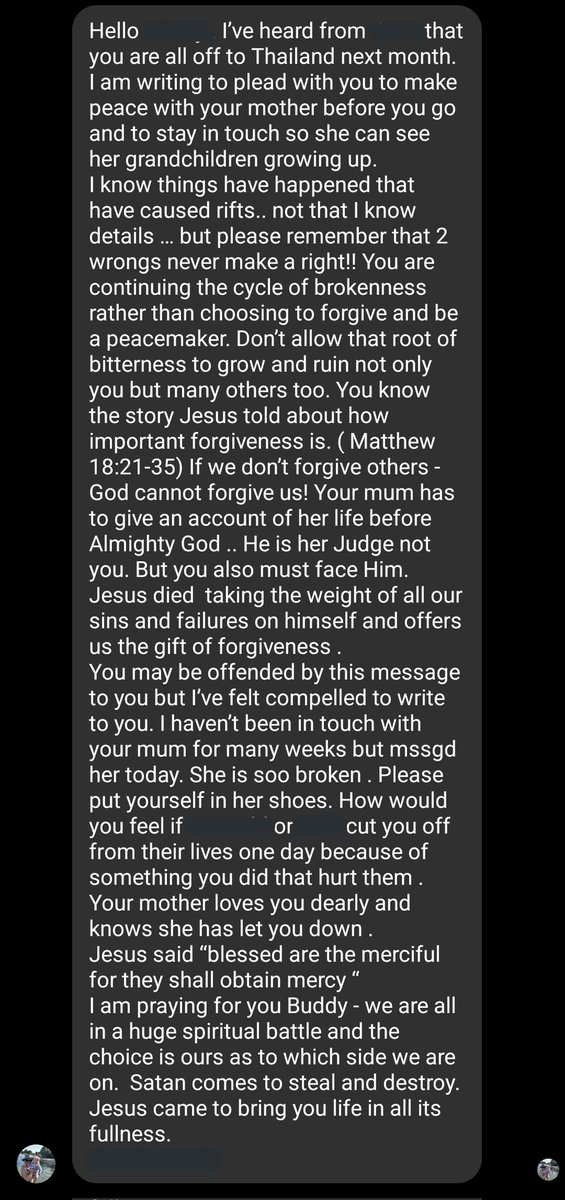 Hello I’ve heard from that
you are all off to Thailand next month.
I am writing to plead with you to make
peace with your mother before you go
and to stay in touch so she can see
her grandchildren growing up.
I know things have happened that
have caused rifts.. not that I know
details … but please remember that 2
wrongs never make a right!! You are
continuing the cycle of brokenness
rather than choosing to forgive and be
a peacemaker. Don’t allow that root of
bitterness to grow and ruin not only
you but many others too. You know
the story Jesus told about how
important forgiveness is. ( Matthew
18:21-35) If we don’t forgive others -
God cannot forgive us! Your mum has
to give an account of her life before
Almighty God .. He is her Judge not
you. But you also must face Him.
Jesus died  taking the weight of all our
sins and failures on himself and offers
us the gift of forgiveness .
You may be offended by this message
to you but I’ve felt compelled to write
to you. I haven’t been in touch with
your mum for many weeks but mssgd
her today. She is soo broken . Please
put yourself in her shoes. How would
you feel if or cut you off
from their lives one day because of
something you did that hurt them .
Your mother loves you dearly and
knows she has let you down .
Jesus said “blessed are the merciful
for they shall obtain mercy “
I am praying for you Buddy - we are all
in a huge spiritual battle and the
choice is ours as to which side we are
on.  Satan comes to steal and destroy.
Jesus came to bring you life in all its
fullness.